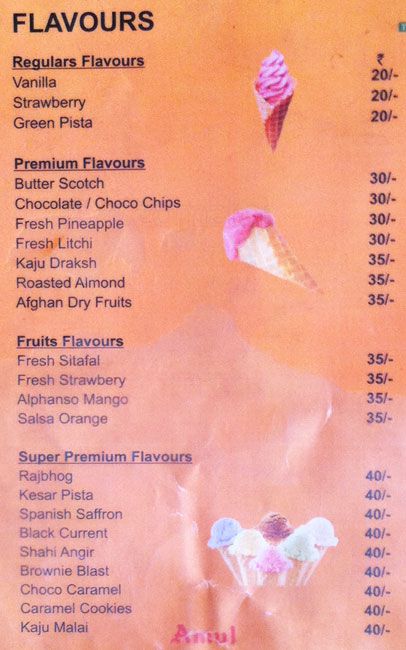 FLAVOURS
Regulars Flavours ₹
Vanilla 20/-
Strawberry 20/-
Green Pista 20/-
Premium Flavours
Butter Scotch 30/-
Chocolate / Choco Chips 30/-
Fresh Pineapple 30/-
Fresh Litchi 30/-
Kaju Draksh 35/-
Roasted Almond 35/-
Afghan Dry Fruits 35/-
Fruits Flavours
Fresh Sitafal 35/-
Fresh Strawbery 35/-
Alphanso Mango 35/-
Salsa Orange 35/-
Super Premium Flavours
Rajbhog 40/-
Kesar Pista 40/-
Spanish Saffron 40/-
Black Current 40/-
Shahi Angir 40/-
Brownie Blast 40/-
Choco Caramel 40/-
Caramel Cookies 40/-
Kaju Malai 40/-
Amul